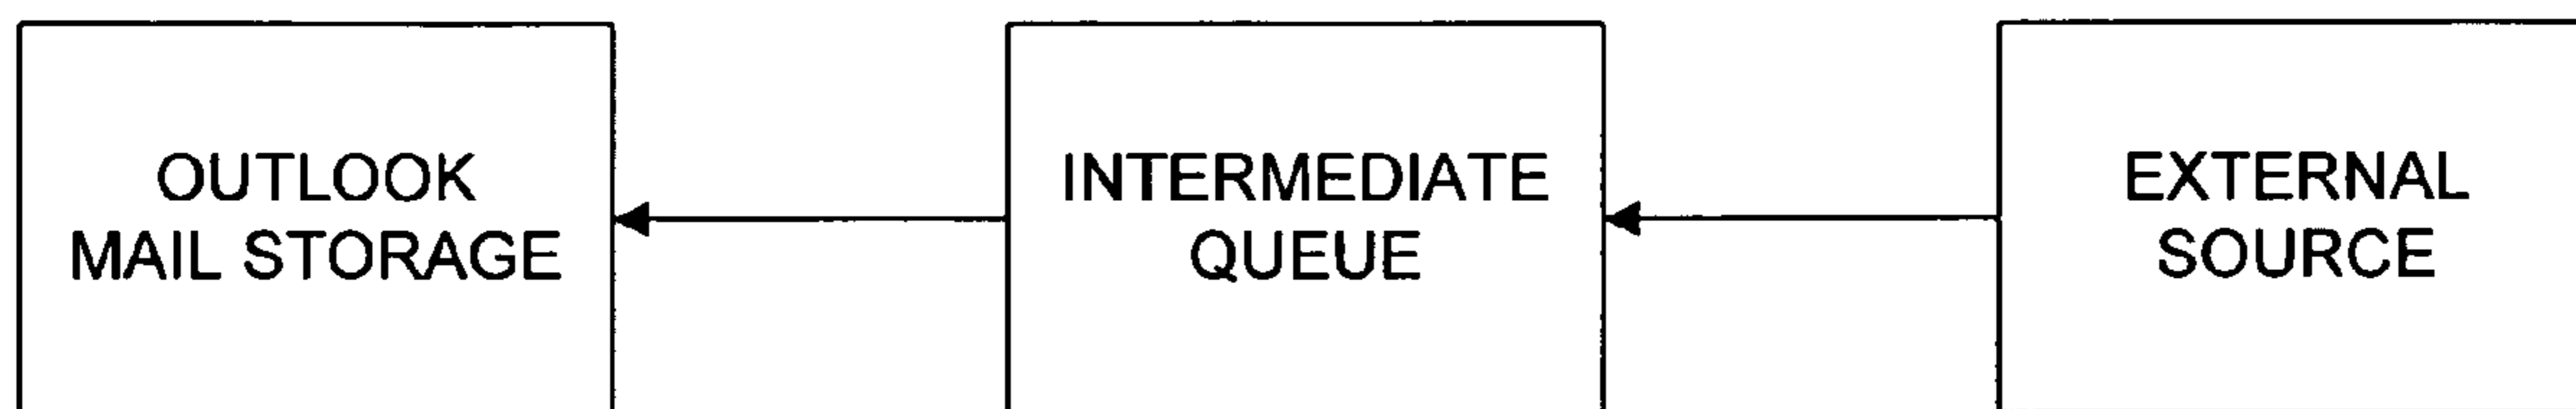 OUTLOOK
MAIL STORAGE
INTERMEDIATE
QUEUE
EXTERNAL
SOURCE